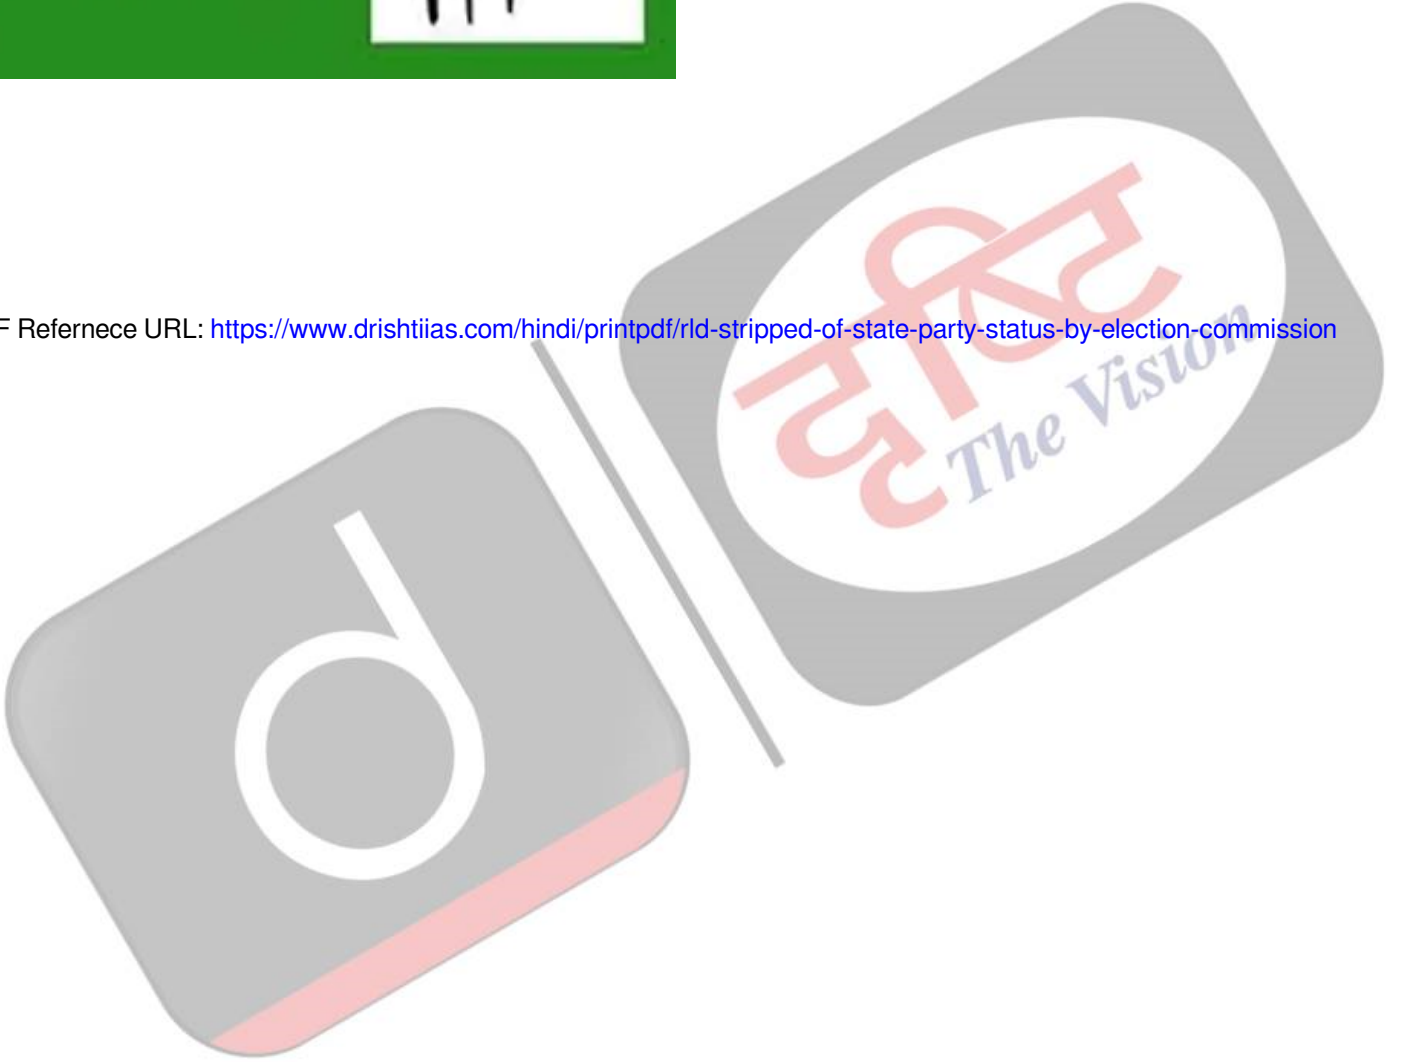 F Refernece URL: https://www.drishtiias.com/hindi/printpdf/rld-stripped-of-state-party-status-by-election-commission
दृष्टि
The Vision
d